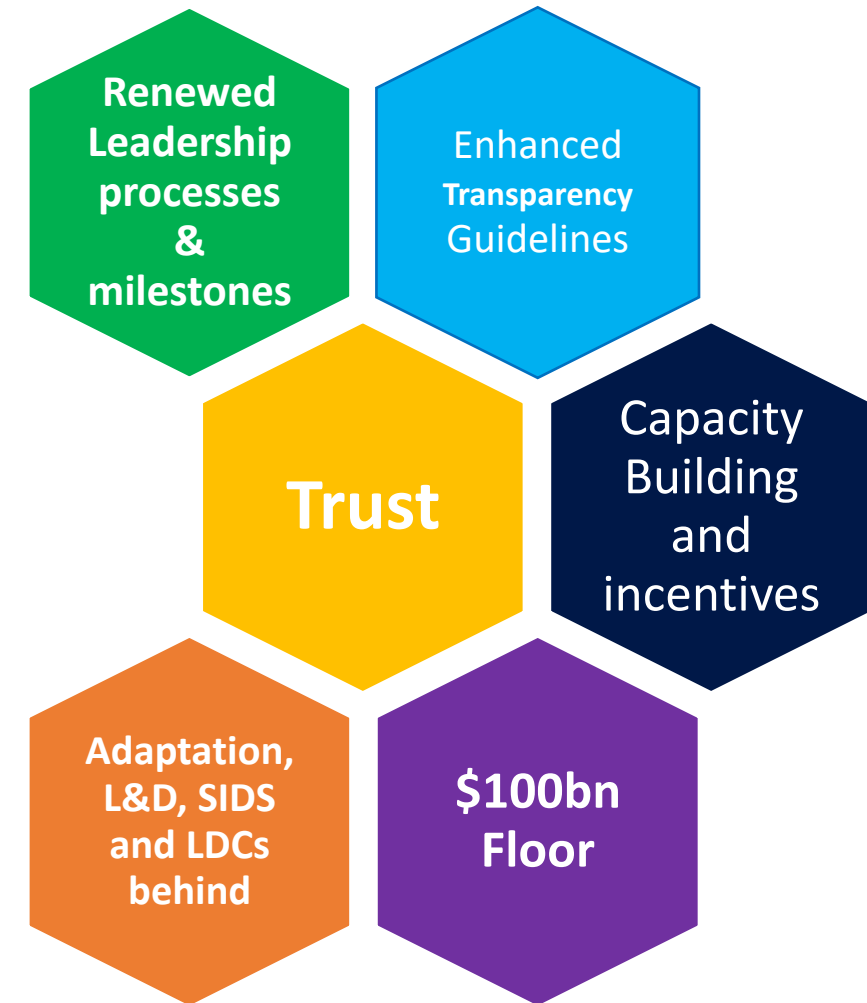 Renewed
Leadership
processes
&
milestones
Enhanced
Transparency
Guidelines
Trust
Capacity
Building
and
incentives
Adaptation,
L&D, SIDS
and LDCs
behind
$100bn
Floor